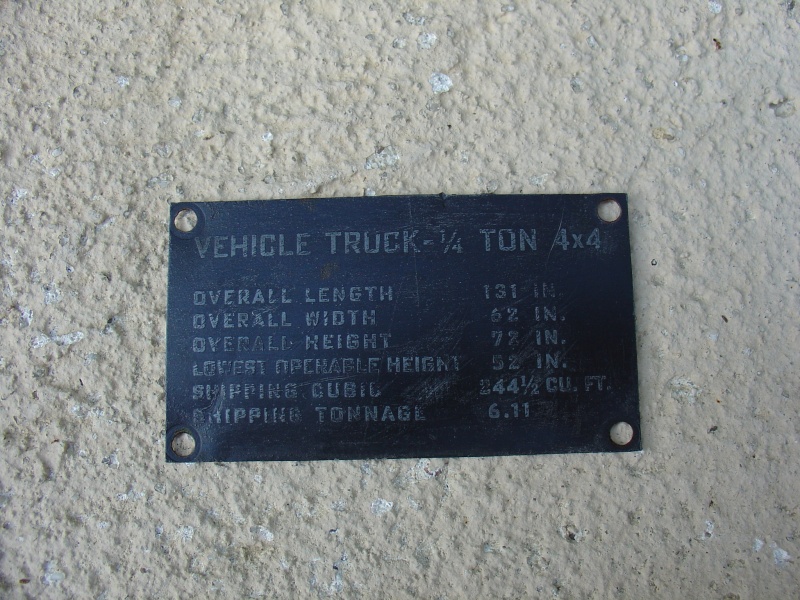 VEHICLE TRUCK-¼ TON 4x4
OVERALL LENGTH 131 IN.
OVERALL WIDTH 62 IN.
OVERALL HEIGHT 72 IN.
LOWEST OPENABLE HEIGHT 52 IN.
SHIPPING CUBIC 244½ CU. FT.
SHIPPING TONNAGE 6.11